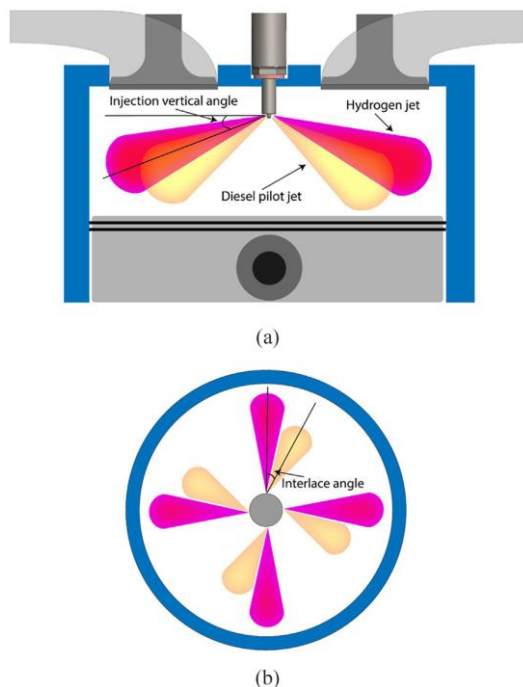 Injection vertical angle
Hydrogen jet
Diesel pilot jet
(a)
Interlace angle
(b)